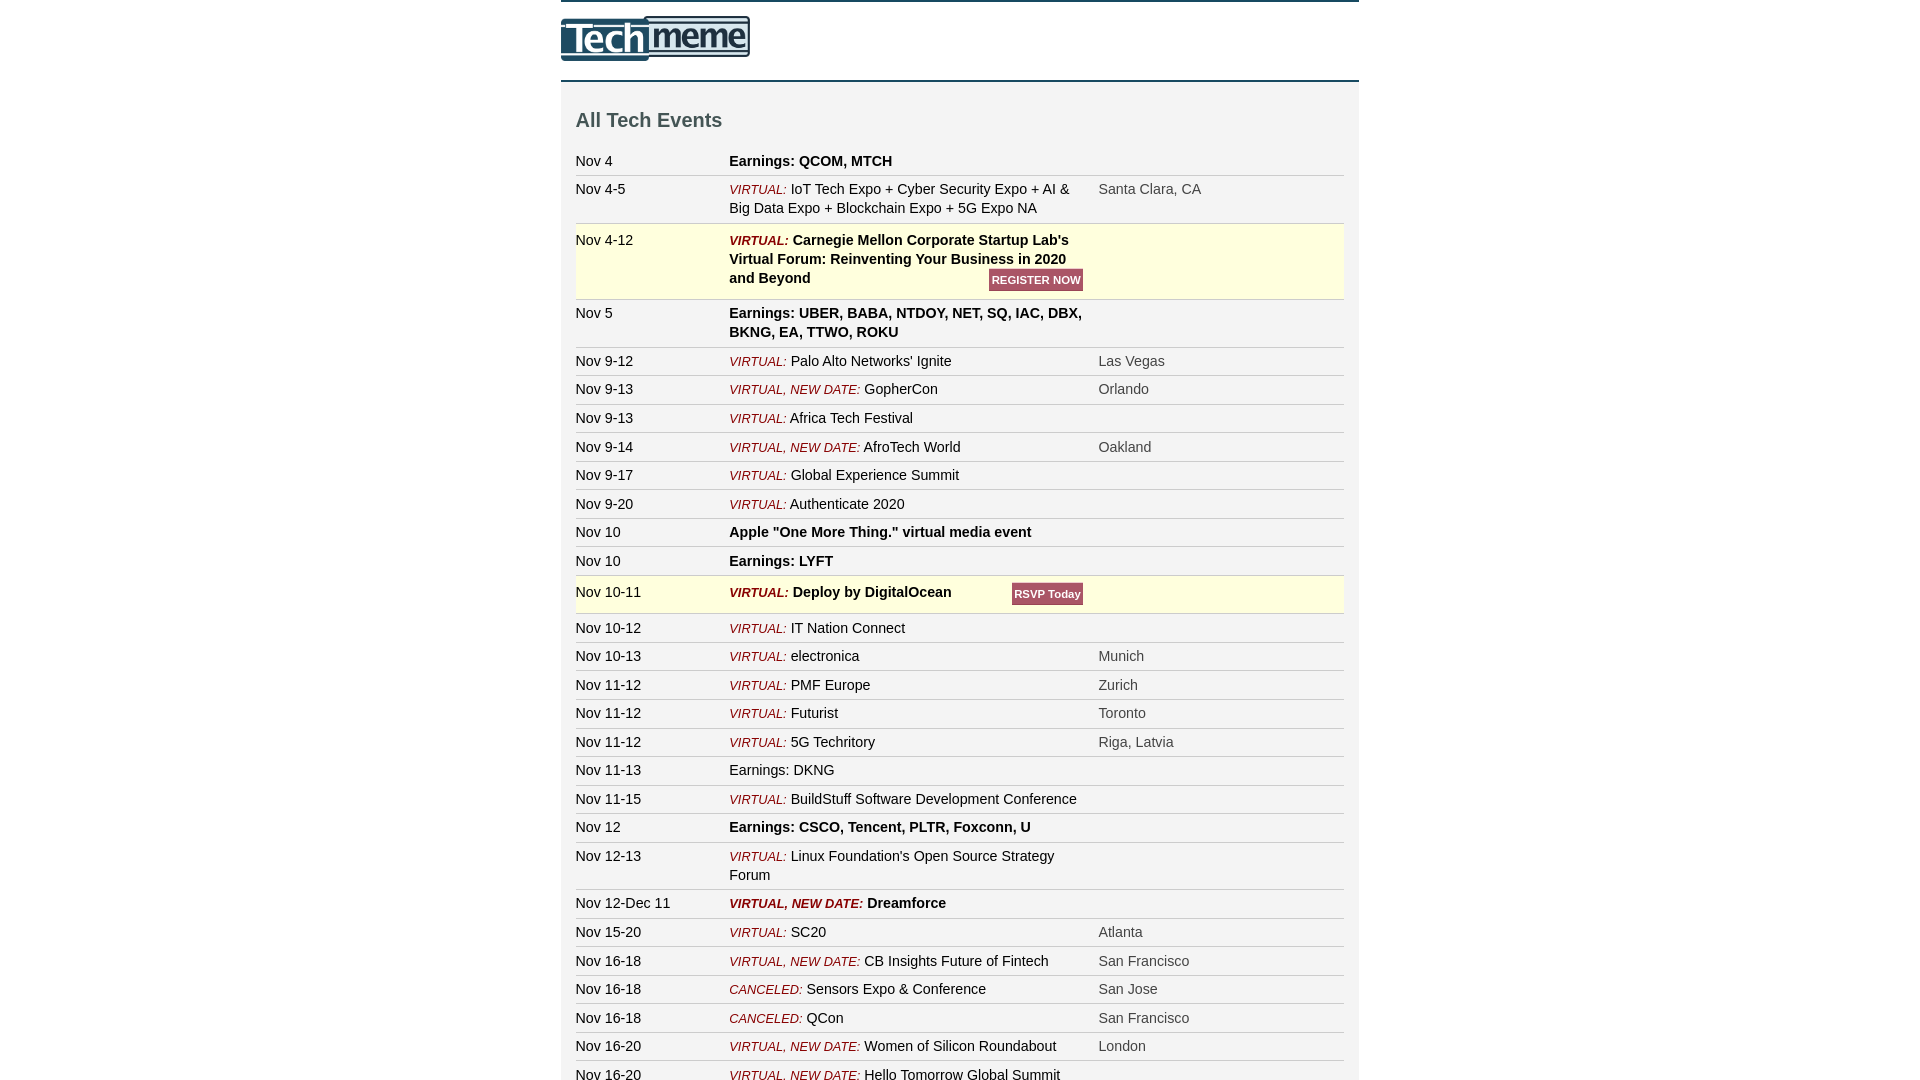 Techmeme
All Tech Events
Nov 4 Earnings: QCOM, MTCH
Nov 4-5 VIRTUAL: IoT Tech Expo + Cyber Security Expo + AI & Santa Clara, CA
Big Data Expo + Blockchain Expo + 5G Expo NA
Nov 4-12 VIRTUAL: Carnegie Mellon Corporate Startup Lab's
Virtual Forum: Reinventing Your Business in 2020
and Beyond REGISTER NOW
Nov 5 Earnings: UBER, BABA, NTDOY, NET, SQ, IAC, DBX,
BKNG, EA, TTWO, ROKU
Nov 9-12 VIRTUAL: Palo Alto Networks' Ignite Las Vegas
Nov 9-13 VIRTUAL, NEW DATE: GopherCon Orlando
Nov 9-13 VIRTUAL: Africa Tech Festival
Nov 9-14 VIRTUAL, NEW DATE: AfroTech World Oakland
Nov 9-17 VIRTUAL: Global Experience Summit
Nov 9-20 VIRTUAL: Authenticate 2020
Nov 10 Apple "One More Thing." virtual media event
Nov 10 Earnings: LYFT
Nov 10-11 VIRTUAL: Deploy by DigitalOcean RSVP Today
Nov 10-12 VIRTUAL: IT Nation Connect
Nov 10-13 VIRTUAL: electronica Munich
Nov 11-12 VIRTUAL: PMF Europe Zurich
Nov 11-12 VIRTUAL: Futurist Toronto
Nov 11-12 VIRTUAL: 5G Techritory Riga, Latvia
Nov 11-13 Earnings: DKNG
Nov 11-15 VIRTUAL: BuildStuff Software Development Conference
Nov 12 Earnings: CSCO, Tencent, PLTR, Foxconn, U
Nov 12-13 VIRTUAL: Linux Foundation's Open Source Strategy
Forum
Nov 12-Dec 11 VIRTUAL, NEW DATE: Dreamforce
Nov 15-20 VIRTUAL: SC20 Atlanta
Nov 16-18 VIRTUAL, NEW DATE: CB Insights Future of Fintech San Francisco
Nov 16-18 CANCELED: Sensors Expo & Conference San Jose
Nov 16-18 CANCELED: QCon San Francisco
Nov 16-20 VIRTUAL, NEW DATE: Women of Silicon Roundabout London
Nov 16-20 VIRTUAL, NEW DATE: Hello Tomorrow Global Summit